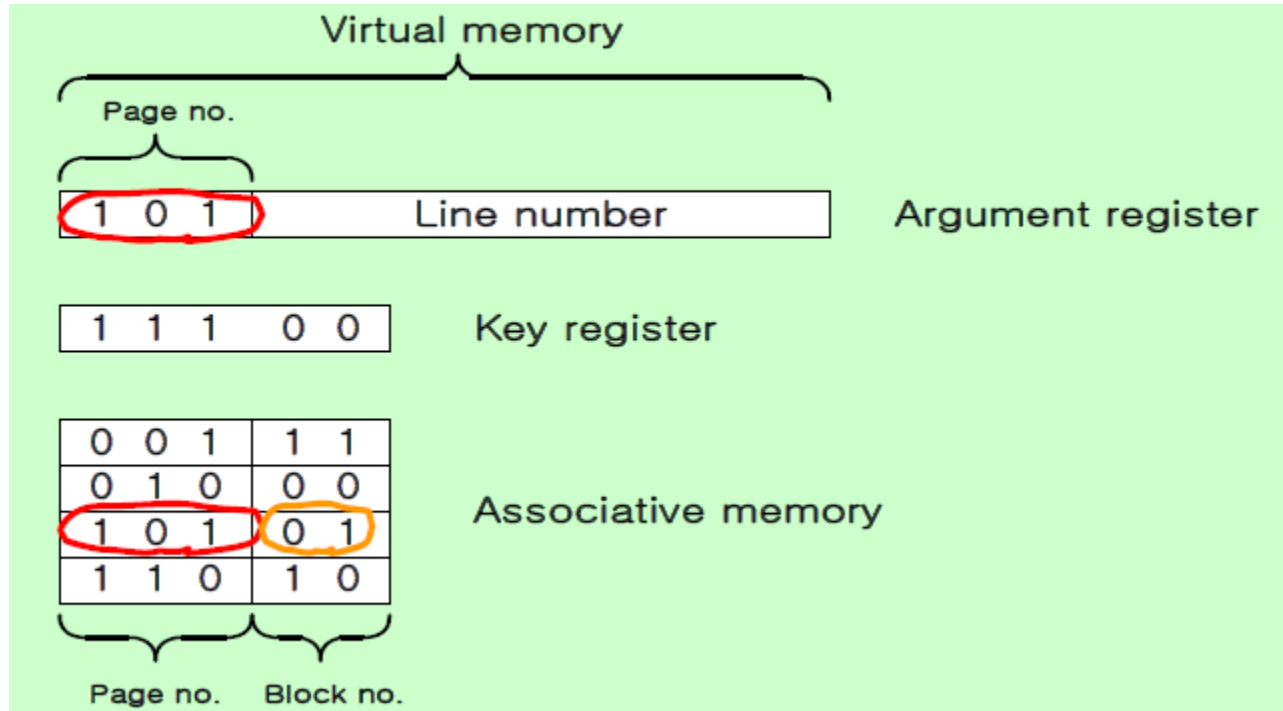 Virtual memory
Page no.
1 0 1 Line number Argument register
1 1 1 0 0 Key register
0 0 1 1 1
0 1 0 0 0
Associative memory
1 0 1 0 1
1 1 0 1 0
Page no. Block no.